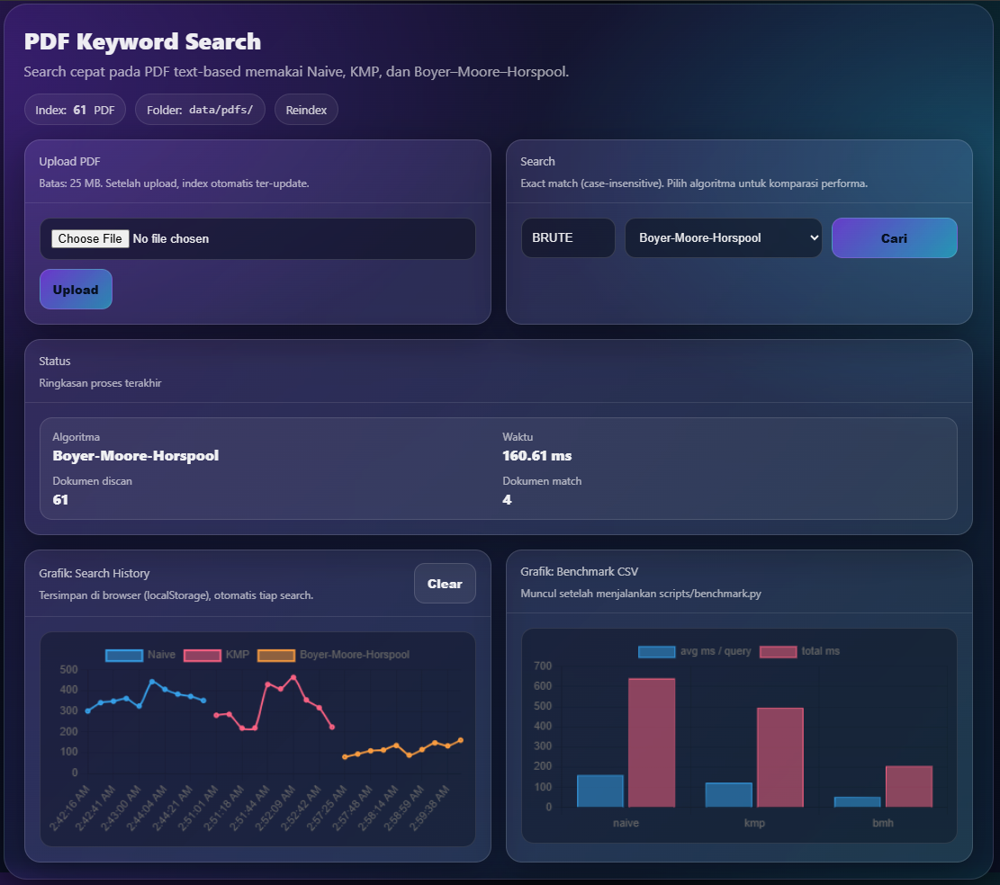 PDF Keyword Search
Search cepat pada PDF text-based memakai Naive, KMP, dan Boyer–Moore–Horspool.
Index: 61 PDF
Folder: data/pdfs/
Reindex
Upload PDF
Batas: 25 MB. Setelah upload, index otomatis ter-update.
Choose File No file chosen
Upload
Search
Exact match (case-insensitive). Pilih algoritma untuk komparasi performa.
BRUTE
Boyer-Moore-Horspool
Cari
Status
Ringkasan proses terakhir
Algoritma
Boyer-Moore-Horspool
Waktu
160.61 ms
Dokumen discan
61
Dokumen match
4
Grafik: Search History
Tersimpan di browser (localStorage), otomatis tiap search.
Clear
Naive KMP Boyer-Moore-Horspool
500
400
300
200
100
0
2:42:16 AM
2:42:41 AM
2:43:00 AM
2:44:04 AM
2:44:21 AM
2:51:01 AM
2:51:18 AM
2:51:44 AM
2:52:09 AM
2:52:42 AM
2:57:25 AM
2:57:48 AM
2:58:14 AM
2:58:59 AM
2:59:38 AM
Grafik: Benchmark CSV
Muncul setelah menjalankan scripts/benchmark.py
avg ms / query total ms
700
600
500
400
300
200
100
0
naive
kmp
bmh